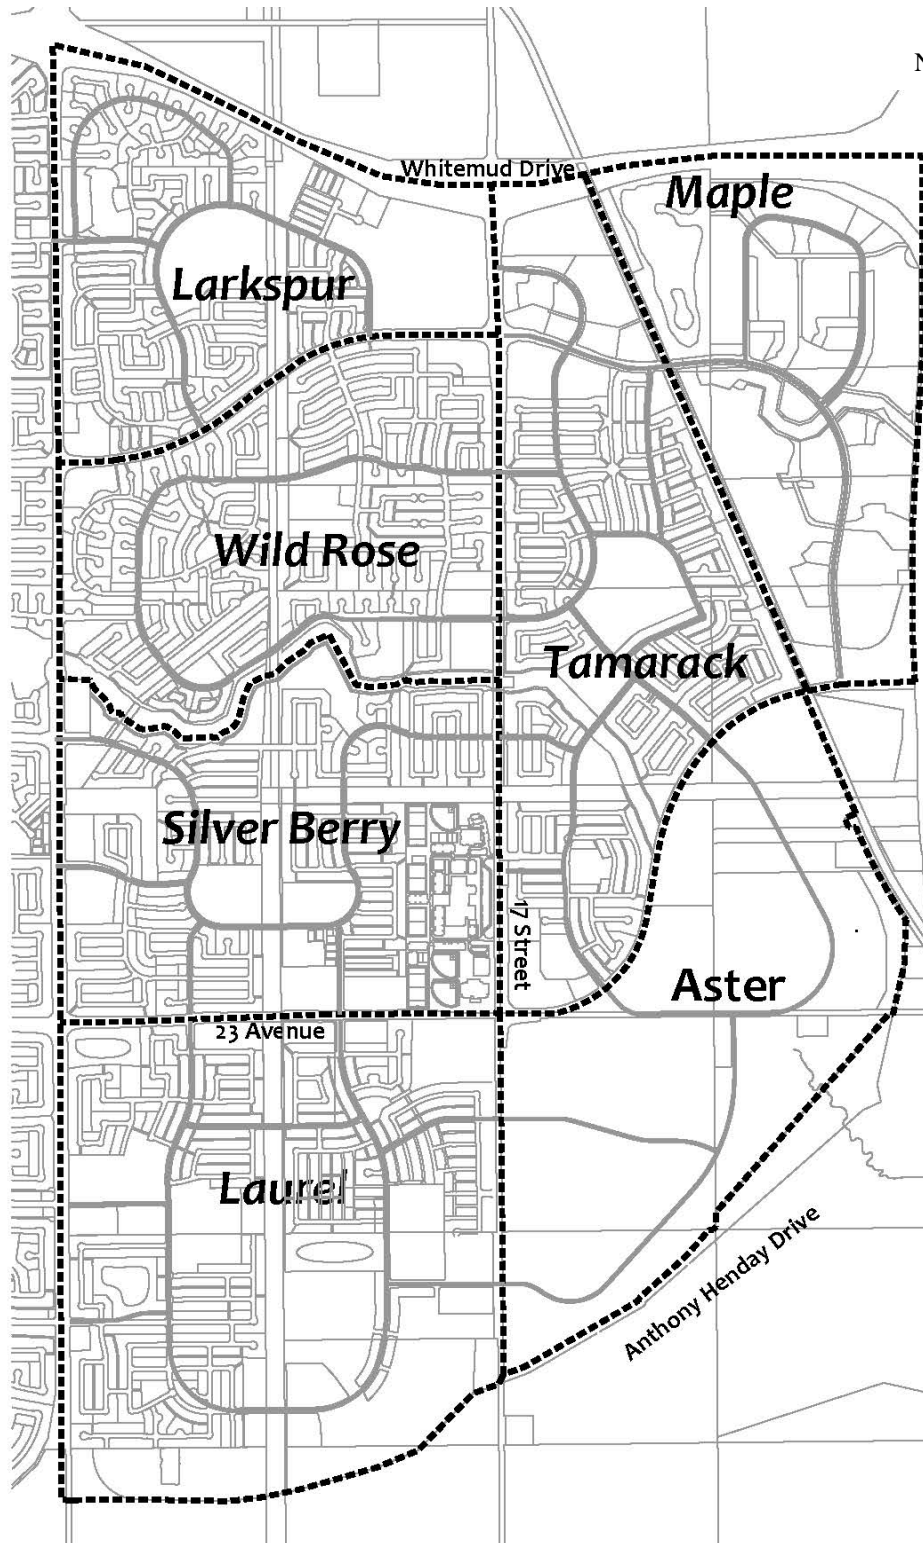 N
Whitemud Drive
Maple
Larkspur
Wild Rose
Tamarack
Silver Berry
17 Street
Aster
23 Avenue
Laurel
Anthony Henday Drive